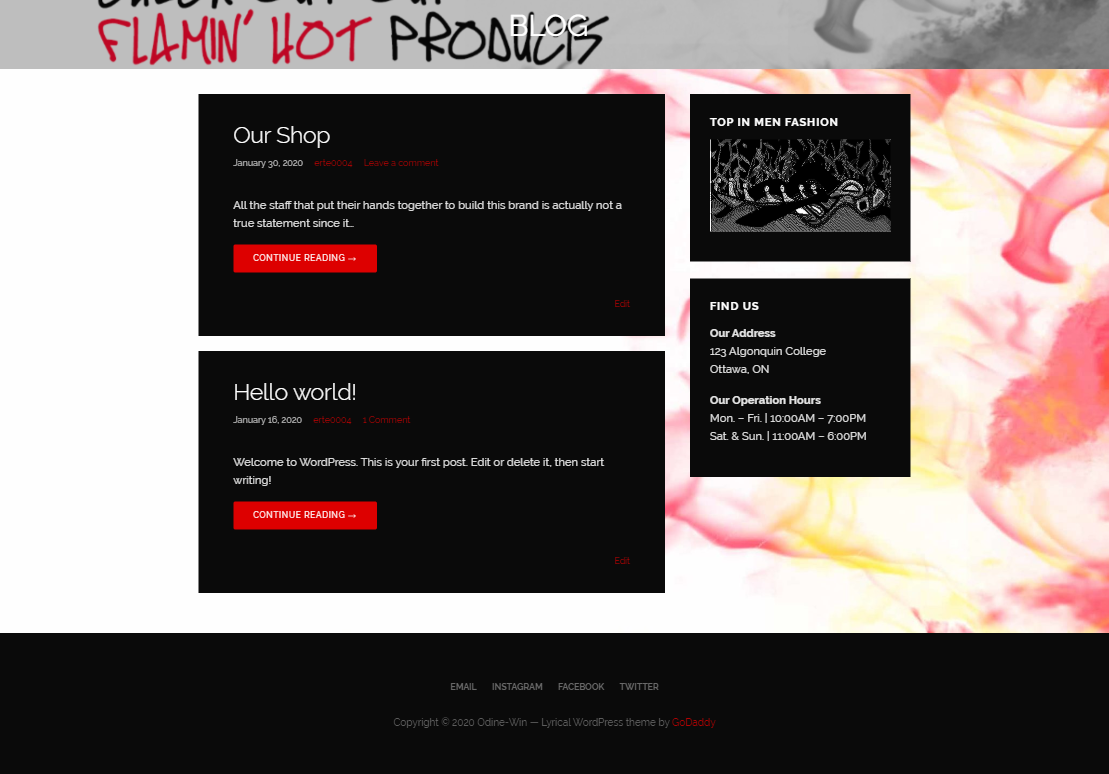 BLOG
FLAMIN' HOT PRODUCTS
Our Shop
January 30, 2020 erte0004 Leave a comment
All the staff that put their hands together to build this brand is actually not a
true statement since it…
CONTINUE READING →
Edit
Hello world!
January 16, 2020 erte0004 1 Comment
Welcome to WordPress. This is your first post. Edit or delete it, then start
writing!
CONTINUE READING →
Edit
TOP IN MEN FASHION
FIND US
Our Address
123 Algonquin College
Ottawa, ON
Our Operation Hours
Mon. – Fri. | 10:00AM – 7:00PM
Sat. & Sun. | 11:00AM – 6:00PM
EMAIL INSTAGRAM FACEBOOK TWITTER
Copyright © 2020 Odine-Win — Lyrical WordPress theme by GoDaddy